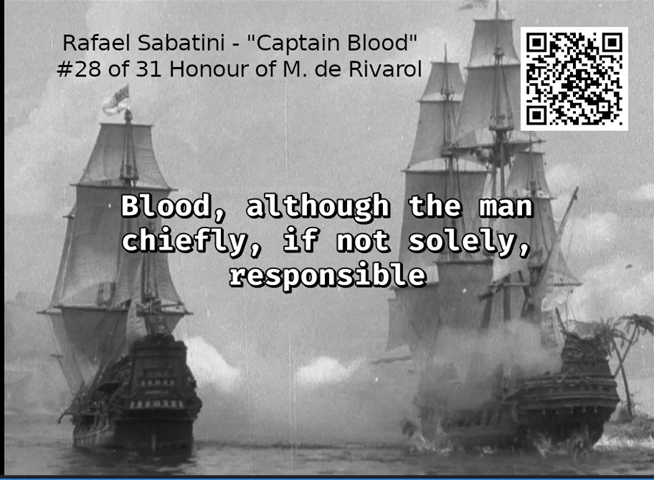 Rafael Sabatini - "Captain Blood"
#28 of 31 Honour of M. de Rivarol
Blood, although the man
chiefly, if not solely,
responsible